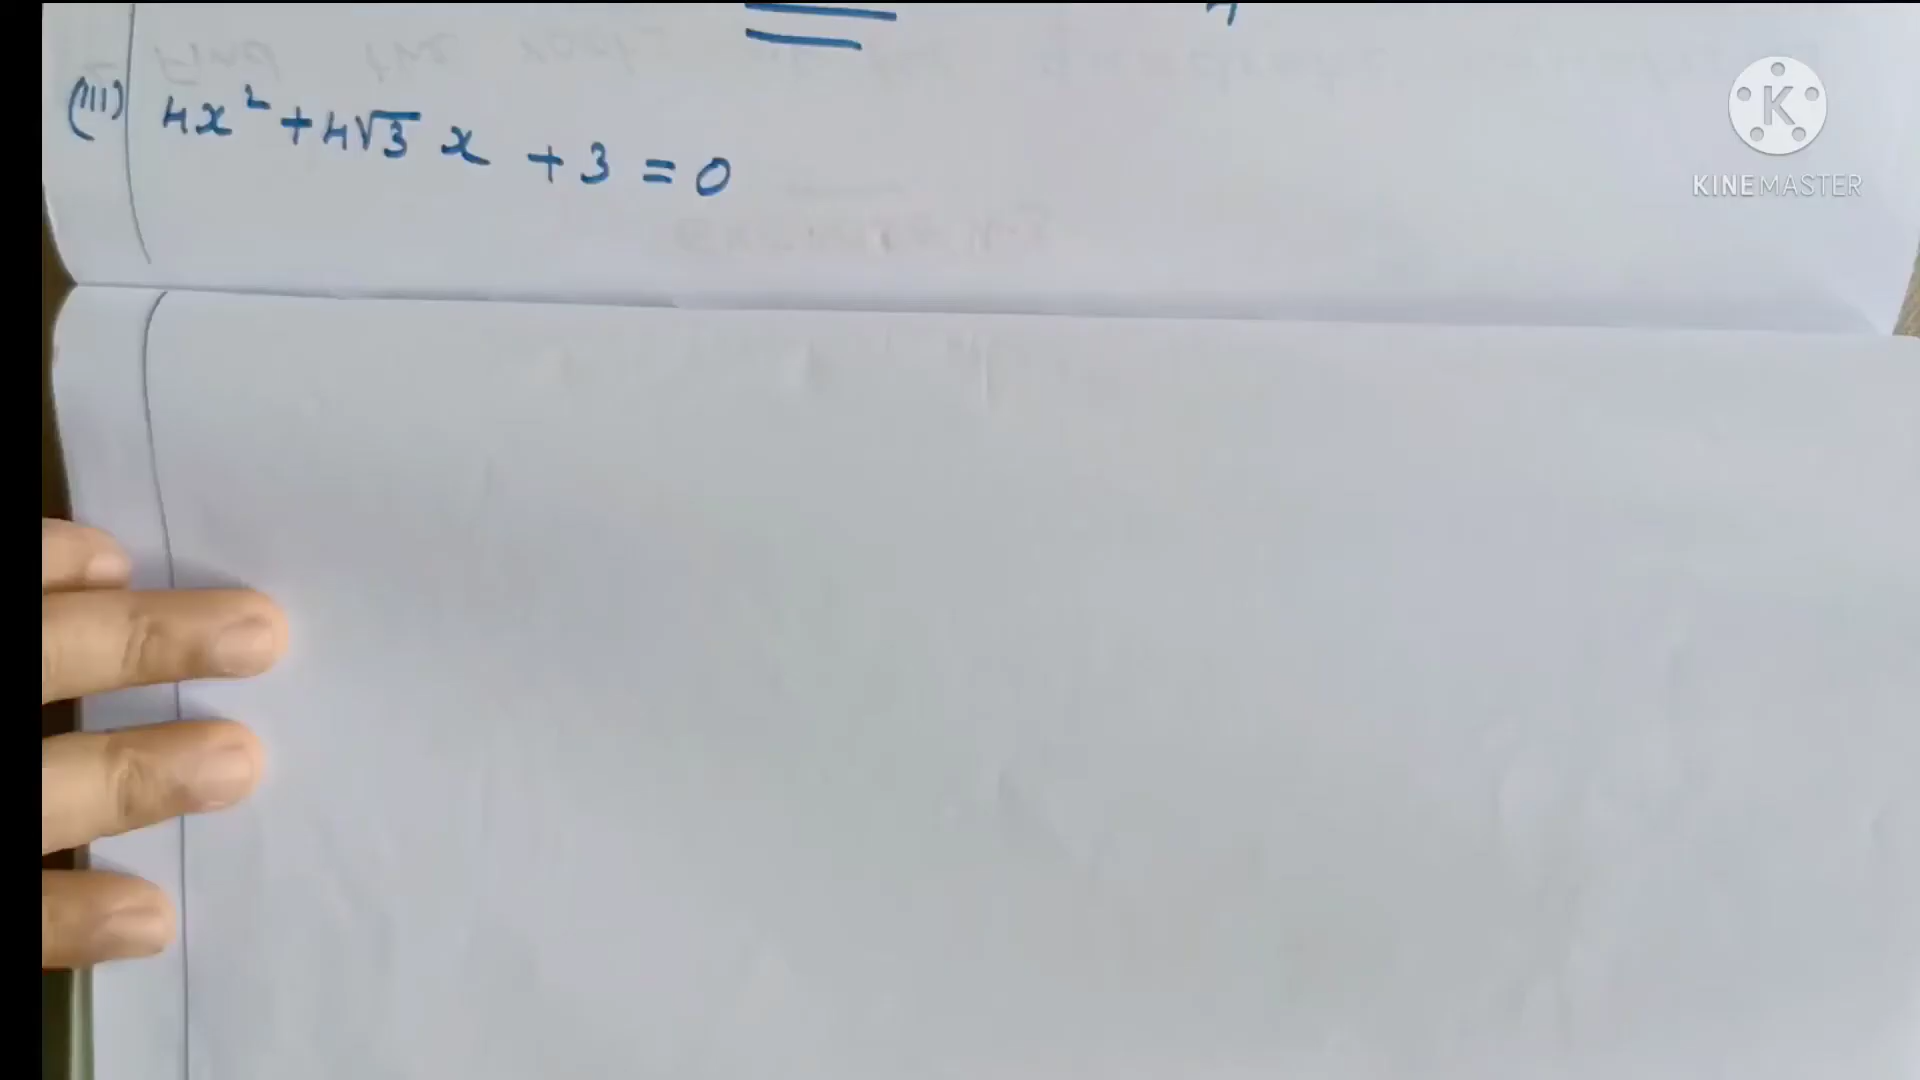 (III) 4x² + 4√3 x + 3 = 0
K
KINEMASTER